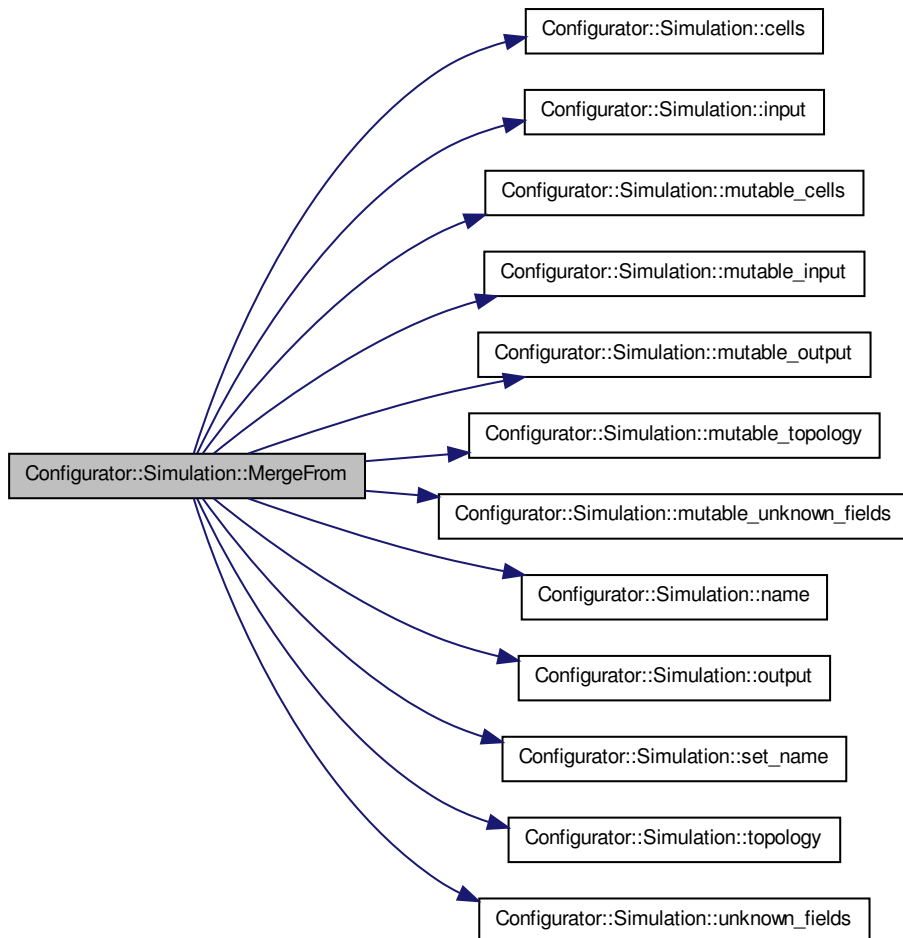 Configurator::Simulation::cells
Configurator::Simulation::input
Configurator::Simulation::mutable_cells
Configurator::Simulation::mutable_input
Configurator::Simulation::mutable_output
Configurator::Simulation::mutable_topology
Configurator::Simulation::MergeFrom
Configurator::Simulation::mutable_unknown_fields
Configurator::Simulation::name
Configurator::Simulation::output
Configurator::Simulation::set_name
Configurator::Simulation::topology
Configurator::Simulation::unknown_fields